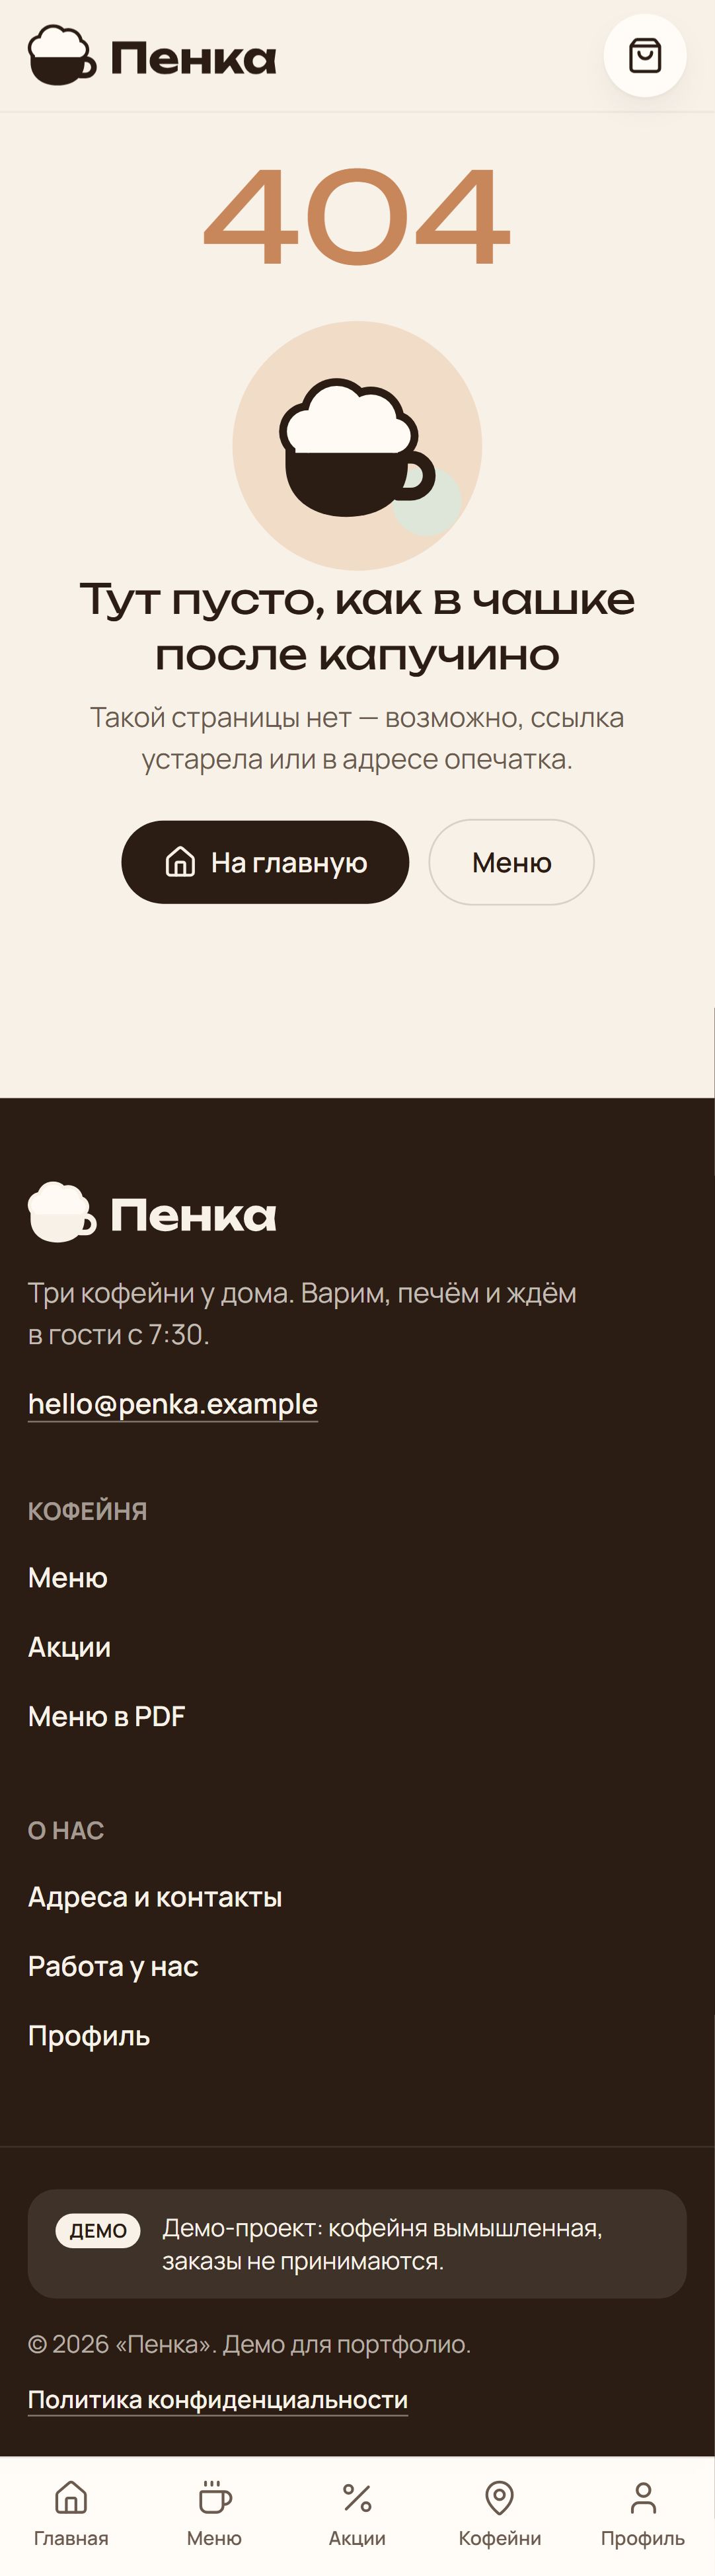 Пенка
404
Тут пусто, как в чашке
после капучино
Такой страницы нет — возможно, ссылка
устарела или в адресе опечатка.
На главную
Меню
Пенка
Три кофейни у дома. Варим, печём и ждём
в гости с 7:30.
hello@penka.example
КОФЕЙНЯ
Меню
Акции
Меню в PDF
О НАС
Адреса и контакты
Работа у нас
Профиль
ДЕМО
Демо-проект: кофейня вымышленная,
заказы не принимаются.
© 2026 «Пенка». Демо для портфолио.
Политика конфиденциальности
Главная
Меню
Акции
Кофейни
Профиль